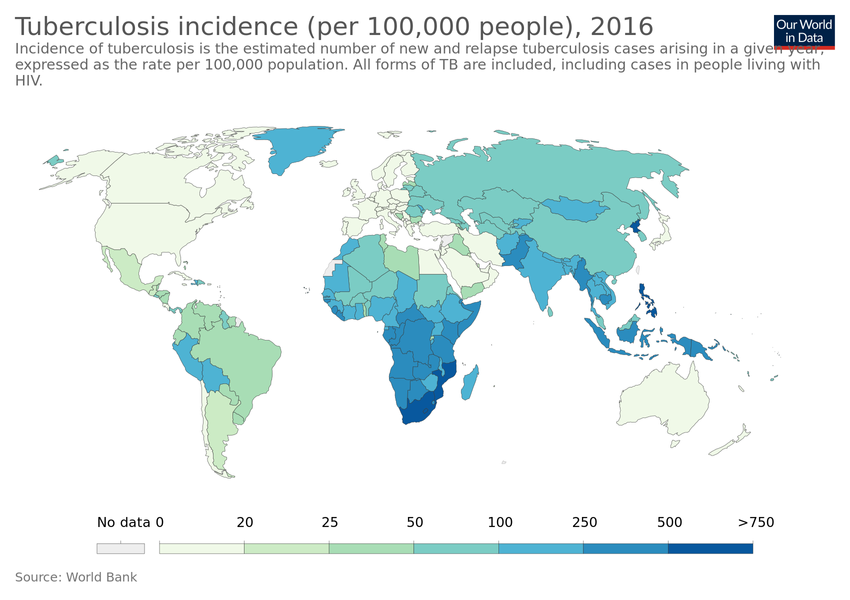 Tuberculosis incidence (per 100,000 people), 2016
Our World
in Data
Incidence of tuberculosis is the estimated number of new and relapse tuberculosis cases arising in a given year,
expressed as the rate per 100,000 population. All forms of TB are included, including cases in people living with
HIV.
No data 0 20 25 50 100 250 500 >750
Source: World Bank